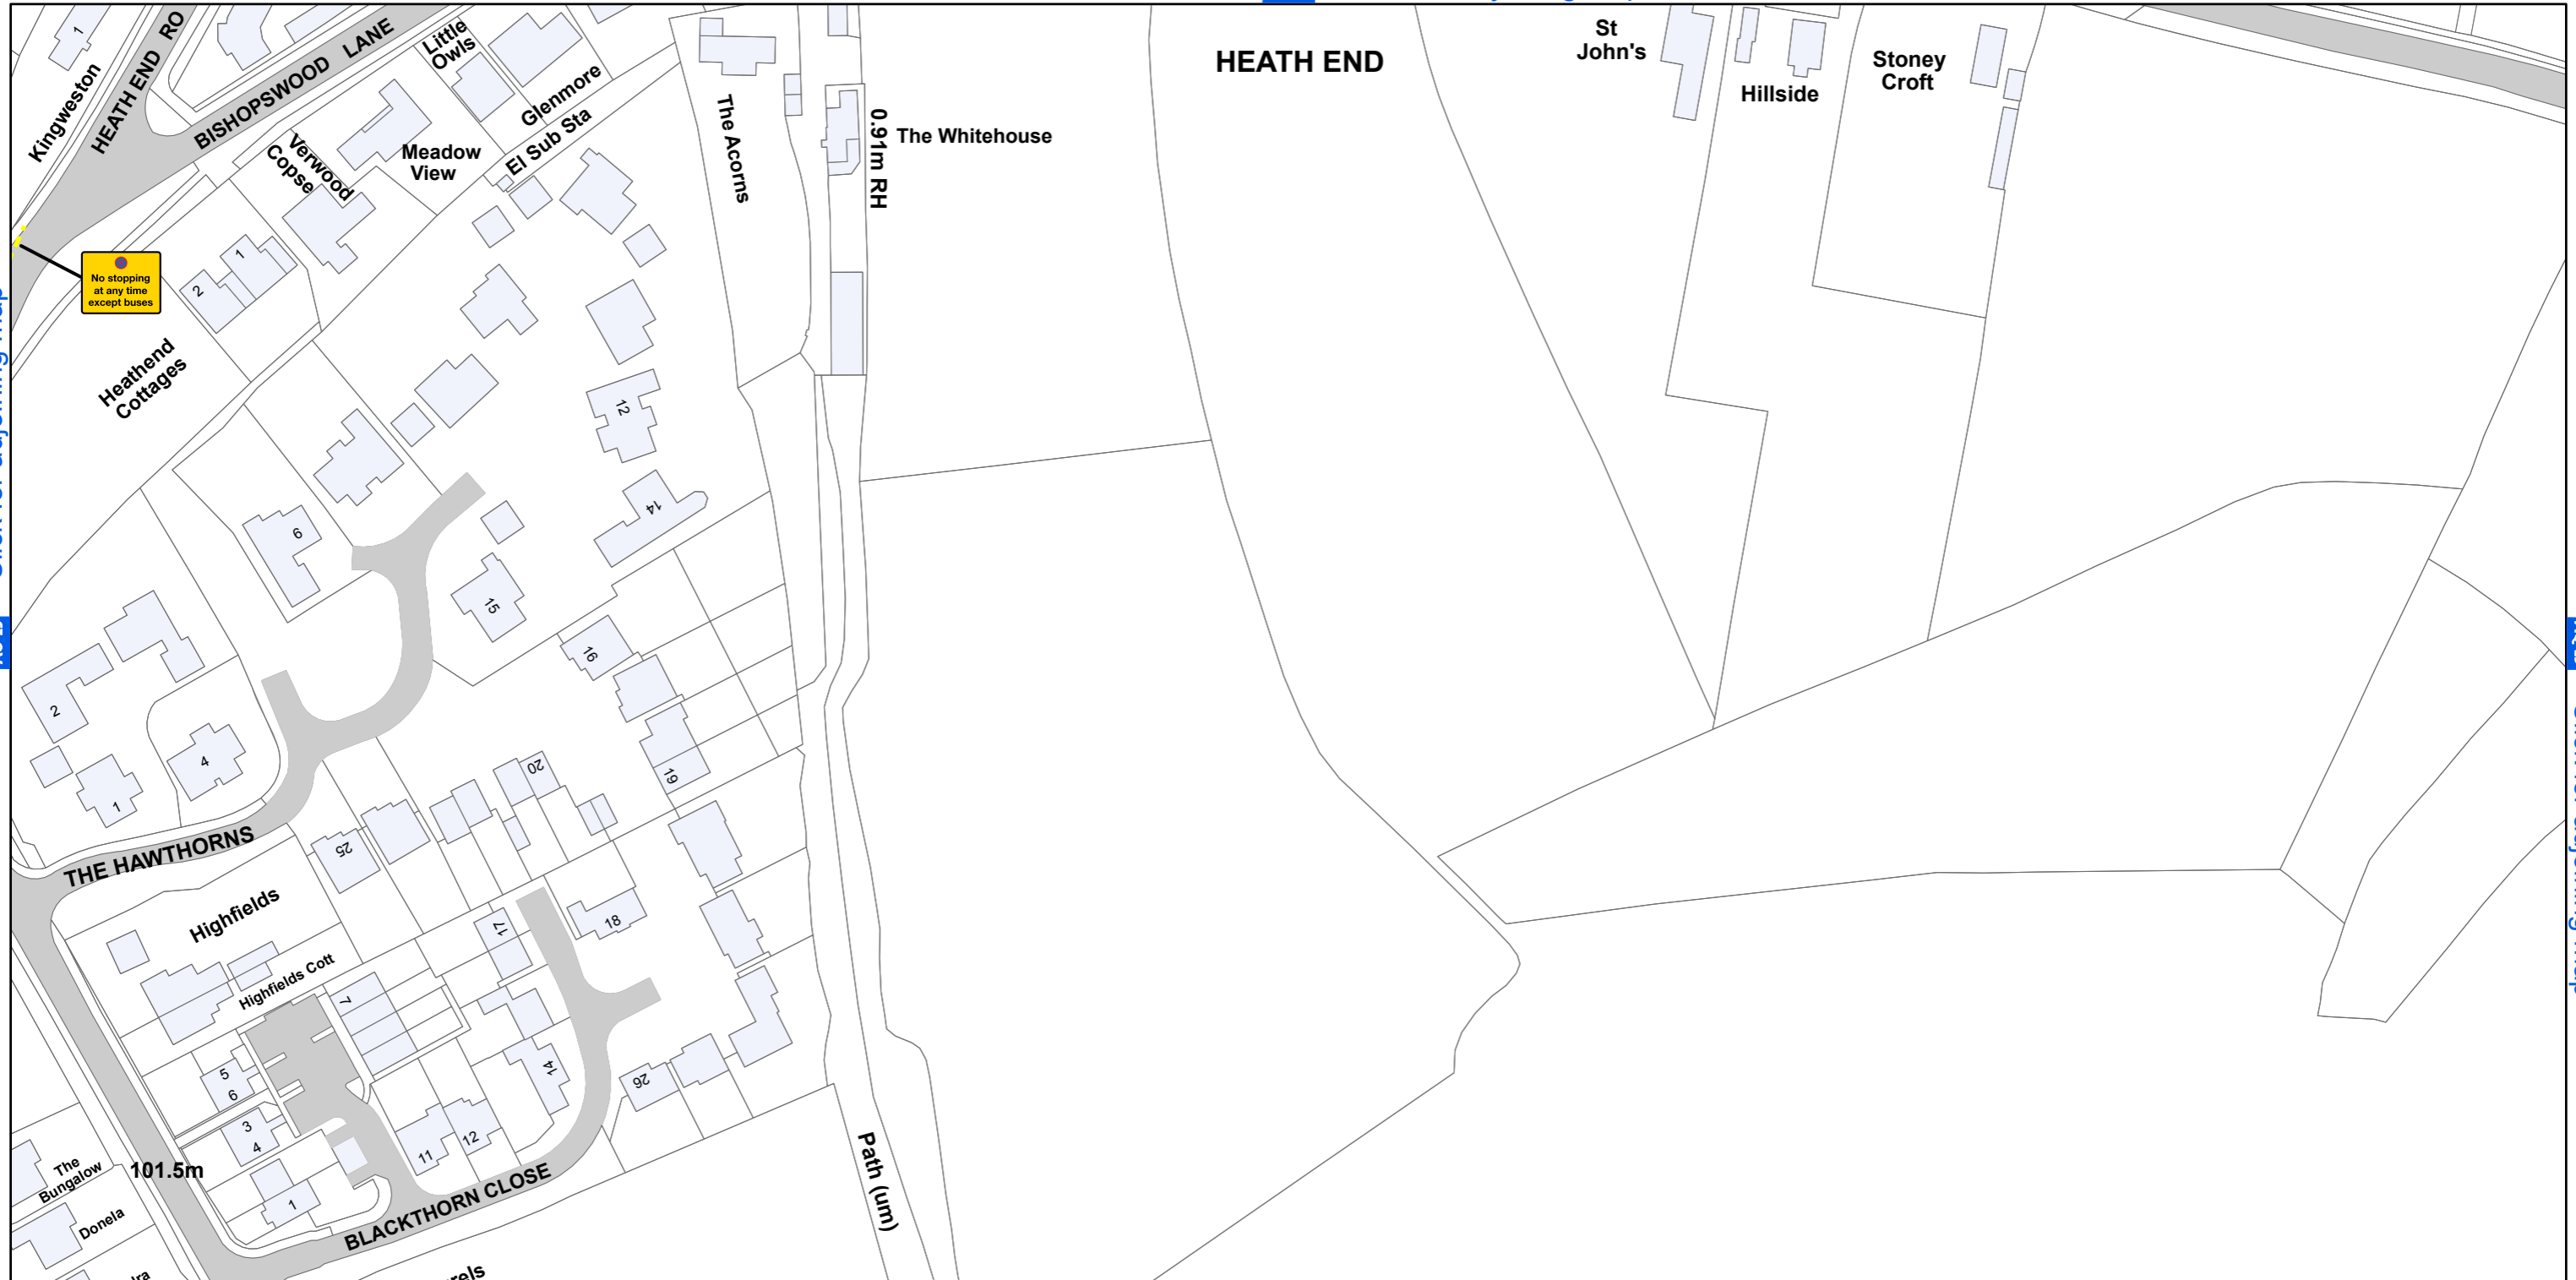 HEATH END
St
John's
Hillside
Stoney
Croft
1
Kingweston
HEATH END RO
BISHOPSWOOD LANE
Little
Owls
Glenmore
El Sub Sta
Meadow
View
Verwood
Copse
The Acorns
0.91m RH
The Whitehouse
No stopping
at any time
except buses
1
2
Heathend
Cottages
12
14
9
15
16
2
4
1
19
20
25
THE HAWTHORNS
Highfields
Highfields Cott
17
18
7
5
6
3
4
14
26
11
12
1
The
Bungalow
101.5m
Donela
BLACKTHORN CLOSE
Path (um)